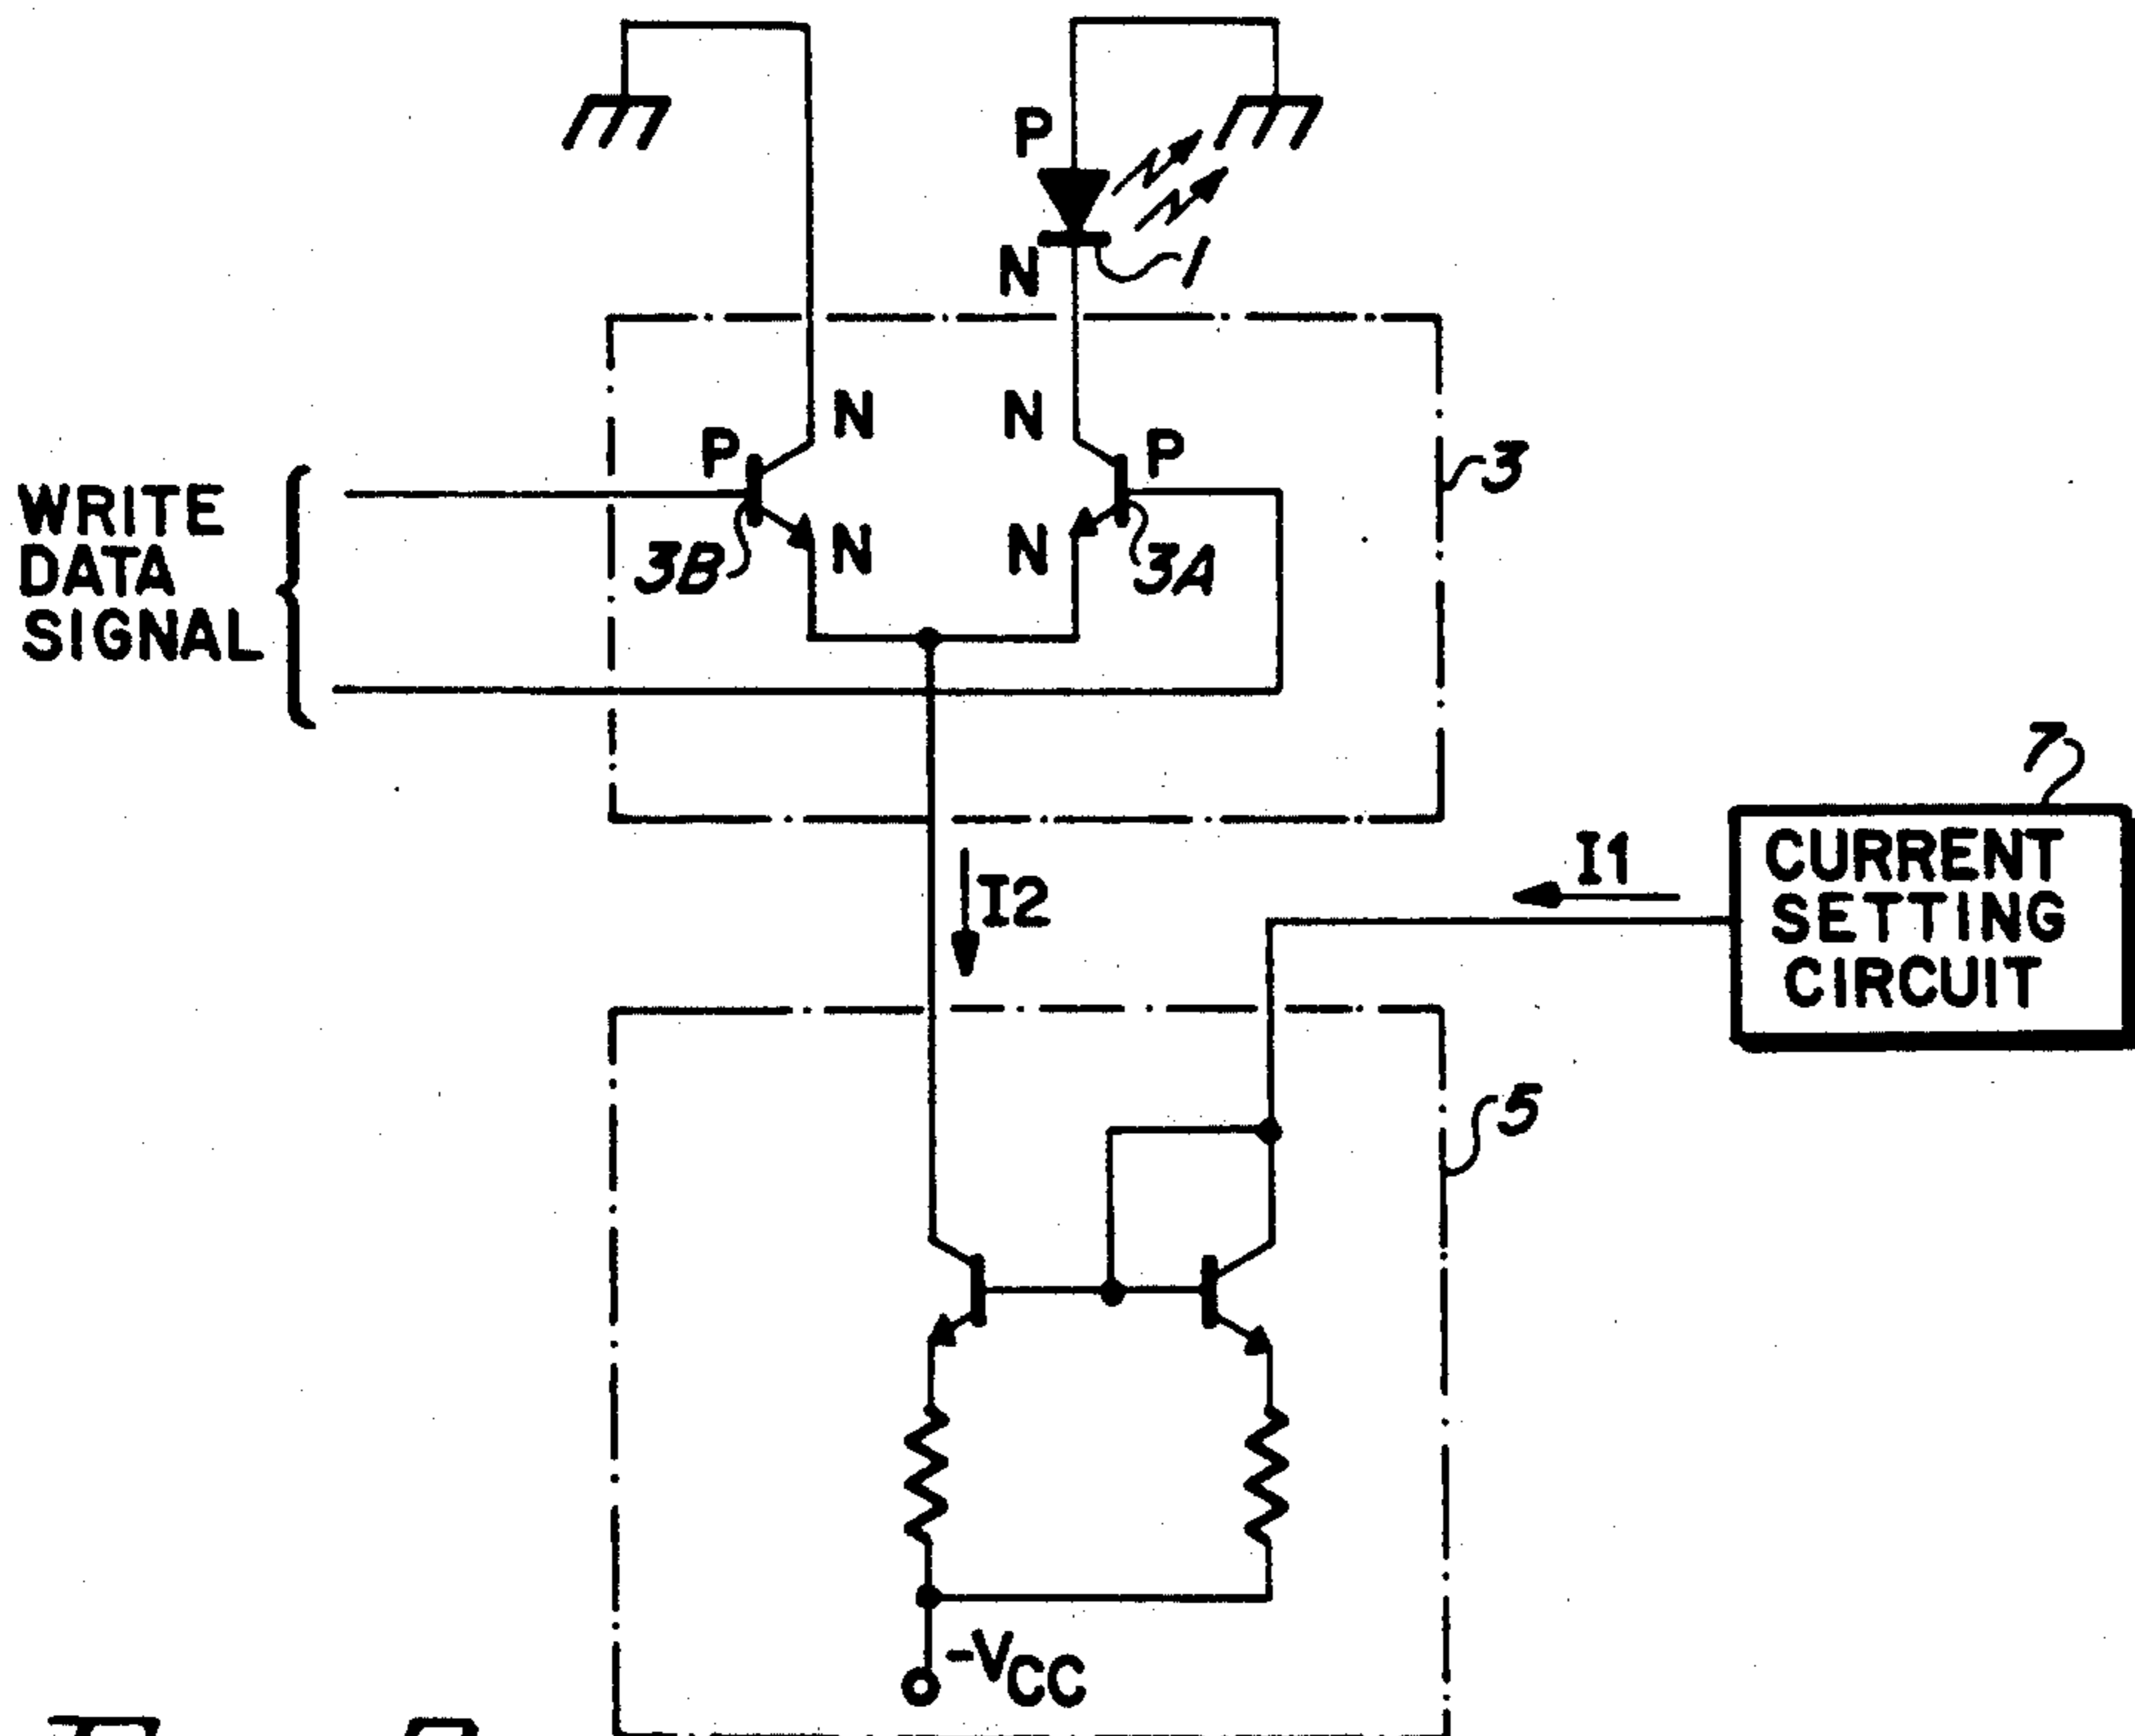 P
N
1
N
N
P
P
3
WRITE
DATA
SIGNAL
3B
N
N
3A
7
I1
CURRENT
SETTING
CIRCUIT
I2
5
-VCC